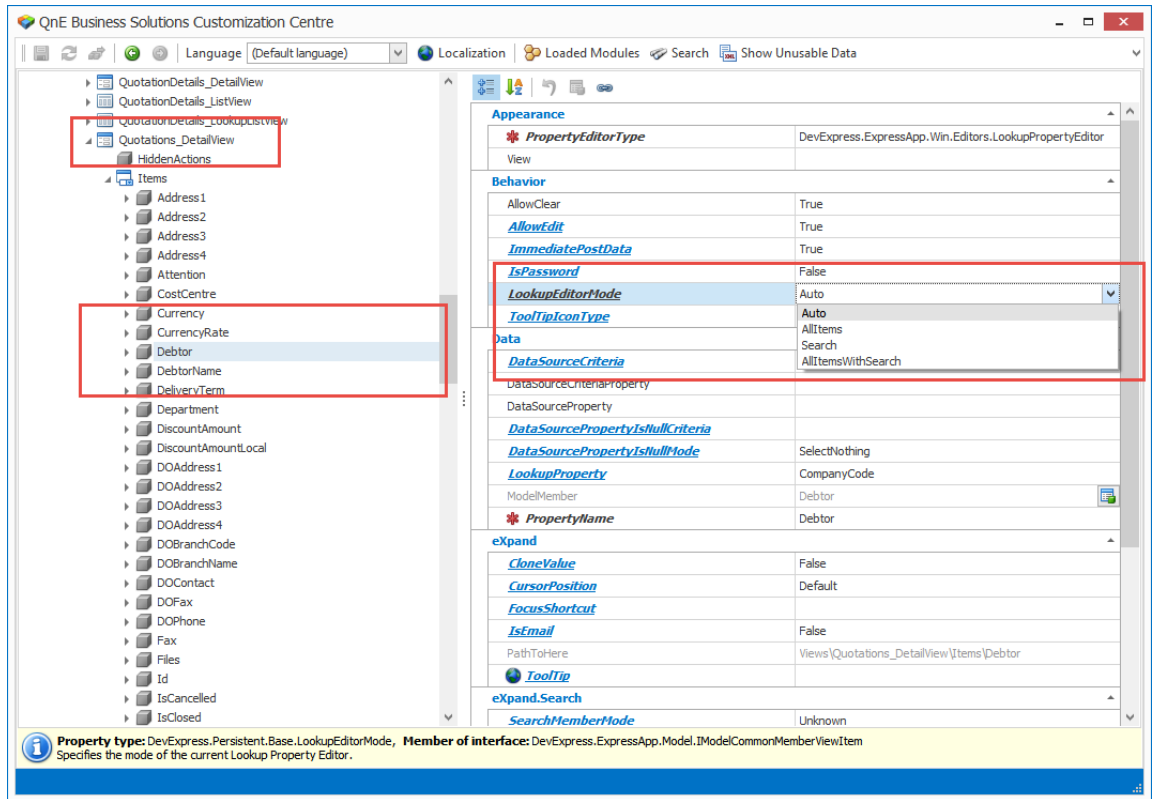 QnE Business Solutions Customization Centre
Language (Default language) Localization Loaded Modules Search Show Unusable Data
QuotationDetails_DetailView
QuotationDetails_ListView
QuotationDetails_LookupListView
Quotations_DetailView
HiddenActions
Items
Address1
Address2
Address3
Address4
Attention
CostCentre
Currency
CurrencyRate
Debtor
DebtorName
DeliveryTerm
Department
DiscountAmount
DiscountAmountLocal
DOAddress1
DOAddress2
DOAddress3
DOAddress4
DOBranchCode
DOBranchName
DOContact
DOFax
DOPhone
Fax
Files
Id
IsCancelled
IsClosed
Appearance
PropertyEditorType DevExpress.ExpressApp.Win.Editors.LookupPropertyEditor
View
Behavior
AllowClear True
AllowEdit True
ImmediatePostData True
IsPassword False
LookupEditorMode Auto
ToolTipIconType Auto
AllItems
Search
AllItemsWithSearch
Data
DataSourceCriteria
DataSourceCriteriaProperty
DataSourceProperty
DataSourcePropertyIsNullCriteria
DataSourcePropertyIsNullMode SelectNothing
LookupProperty CompanyCode
ModelMember Debtor
PropertyName Debtor
eXpand
CloneValue False
CursorPosition Default
FocusShortcut
IsEmail False
PathToHere Views\Quotations_DetailView\Items\Debtor
ToolTip
eXpand.Search
SearchMemberMode Unknown
Property type: DevExpress.Persistent.Base.LookupEditorMode, Member of interface: DevExpress.ExpressApp.Model.IModelCommonMemberViewItem
Specifies the mode of the current Lookup Property Editor.